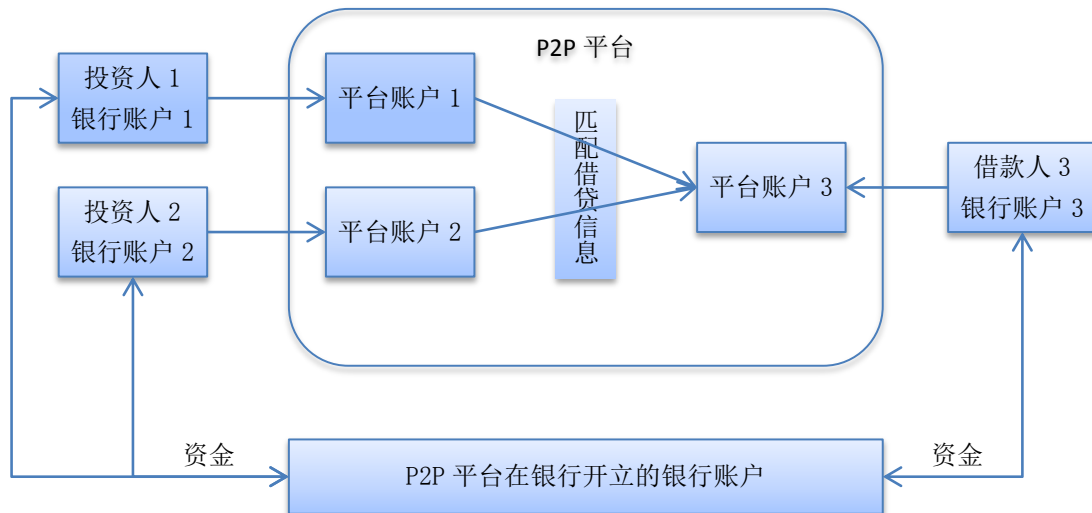 P2P 平台
投资人 1
银行账户 1
平台账户 1
匹配借贷信息
平台账户 3
借款人 3
银行账户 3
投资人 2
银行账户 2
平台账户 2
资金
P2P 平台在银行开立的银行账户
资金